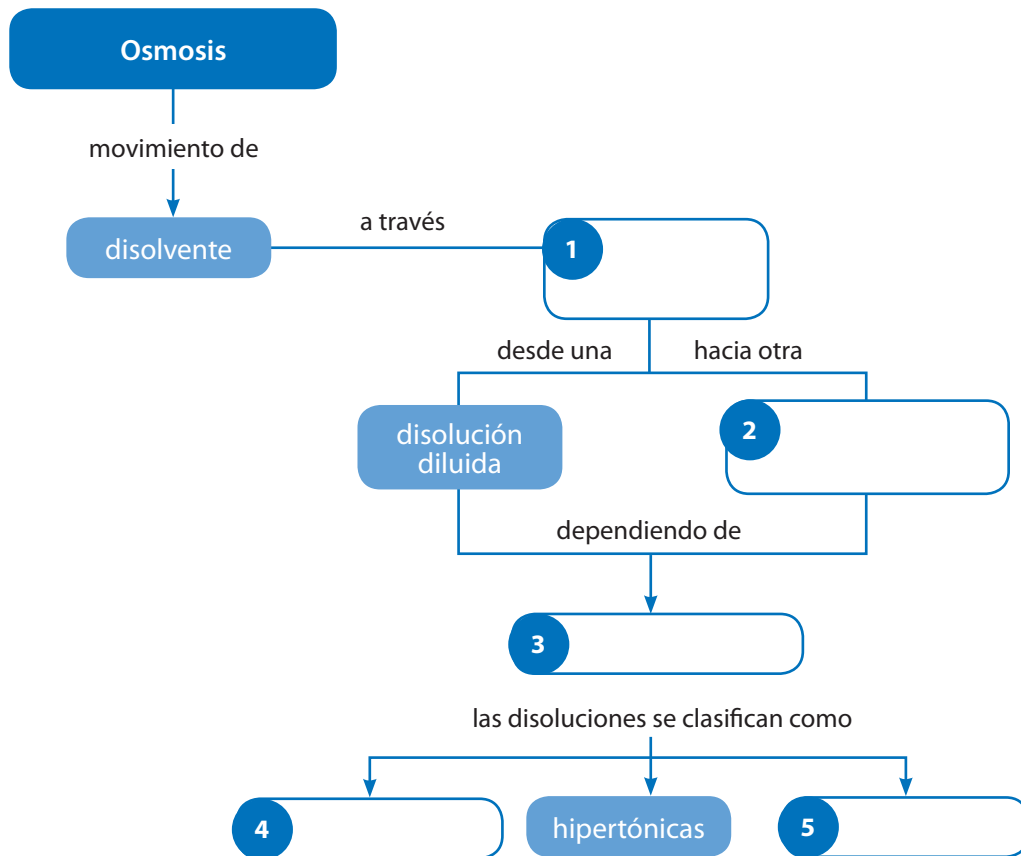 Osmosis
movimiento de
a través
disolvente
1
desde una
hacia otra
disolución
diluida
2
dependiendo de
3
las disoluciones se clasifican como
4
hipertónicas
5